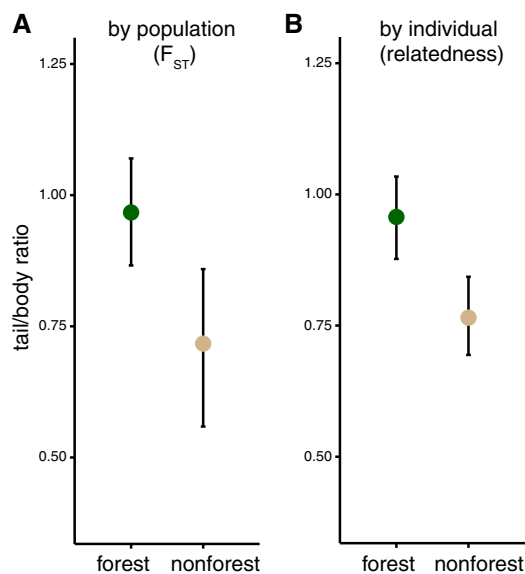 A
by population
(FST)
1.25
1.00
0.75
0.50
tail/body ratio
forest nonforest
B
by individual
(relatedness)
1.25
1.00
0.75
0.50
forest nonforest